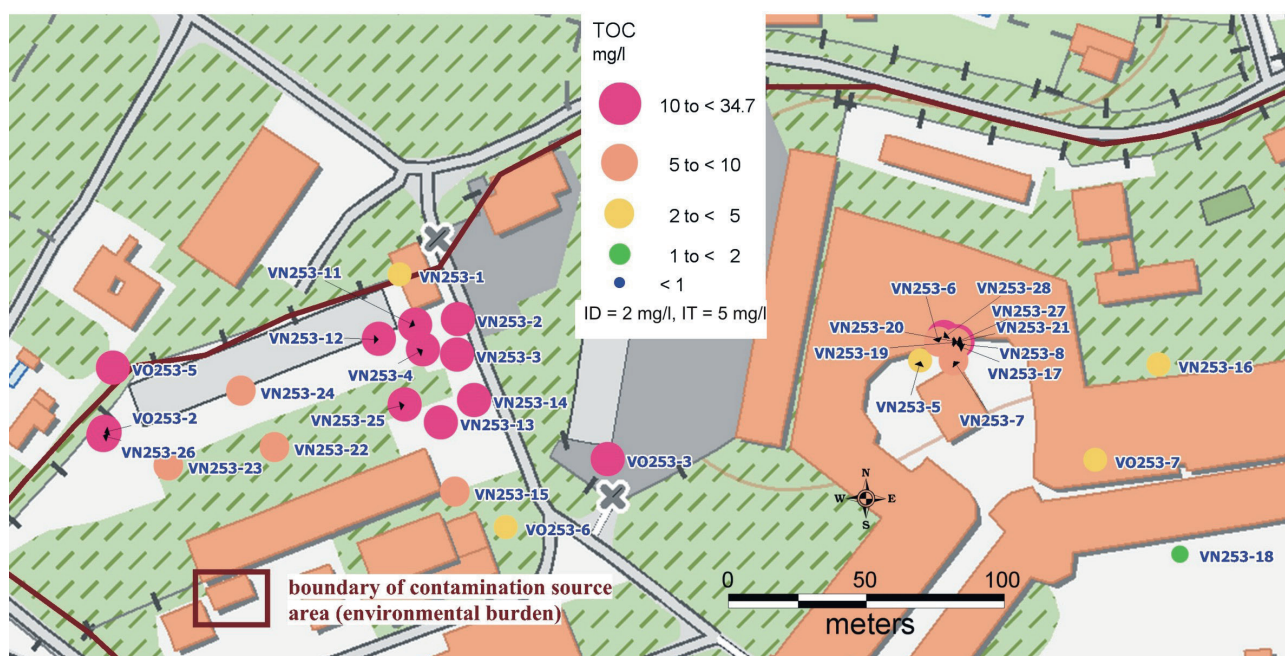 TOC
mg/l
10 to < 34.7
5 to < 10
2 to < 5
1 to < 2
< 1
ID = 2 mg/l, IT = 5 mg/l
VN253-11
VN253-1
VN253-2
VN253-12
VN253-3
VN253-4
VO253-5
VN253-24
VN253-14
VN253-25
VN253-13
VO253-2
VN253-26
VN253-22
VN253-23
VN253-15
VO253-6
VO253-3
VN253-6
VN253-28
VN253-27
VN253-20
VN253-21
VN253-19
VN253-8
VN253-17
VN253-16
VN253-5
VN253-7
VO253-7
VN253-18
N
W E
S
boundary of contamination source
area (environmental burden)
0 50 100
meters